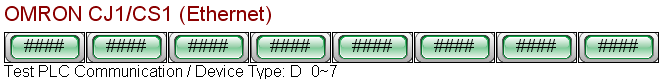 OMRON CJ1/CS1 (Ethernet)
#### #### #### #### #### #### #### ####
Test PLC Communication / Device Type: D 0~7